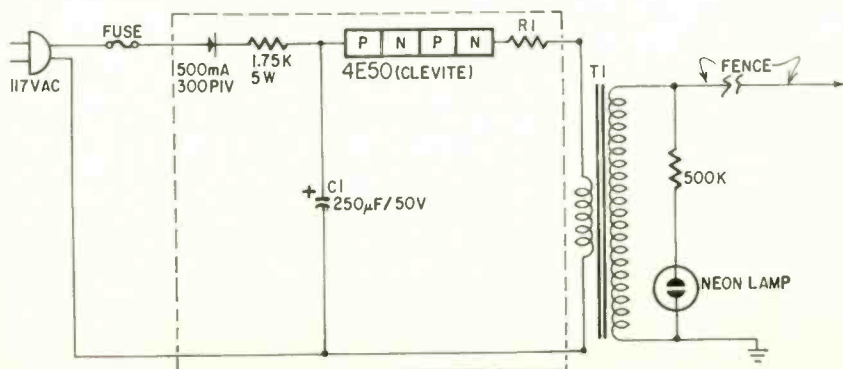 FUSE
117VAC
500mA
300PIV
1.75K
5W
P N P N
4E50 (CLEVITE)
R1
T1
FENCE
C1
+
250µF/50V
500K
NEON LAMP